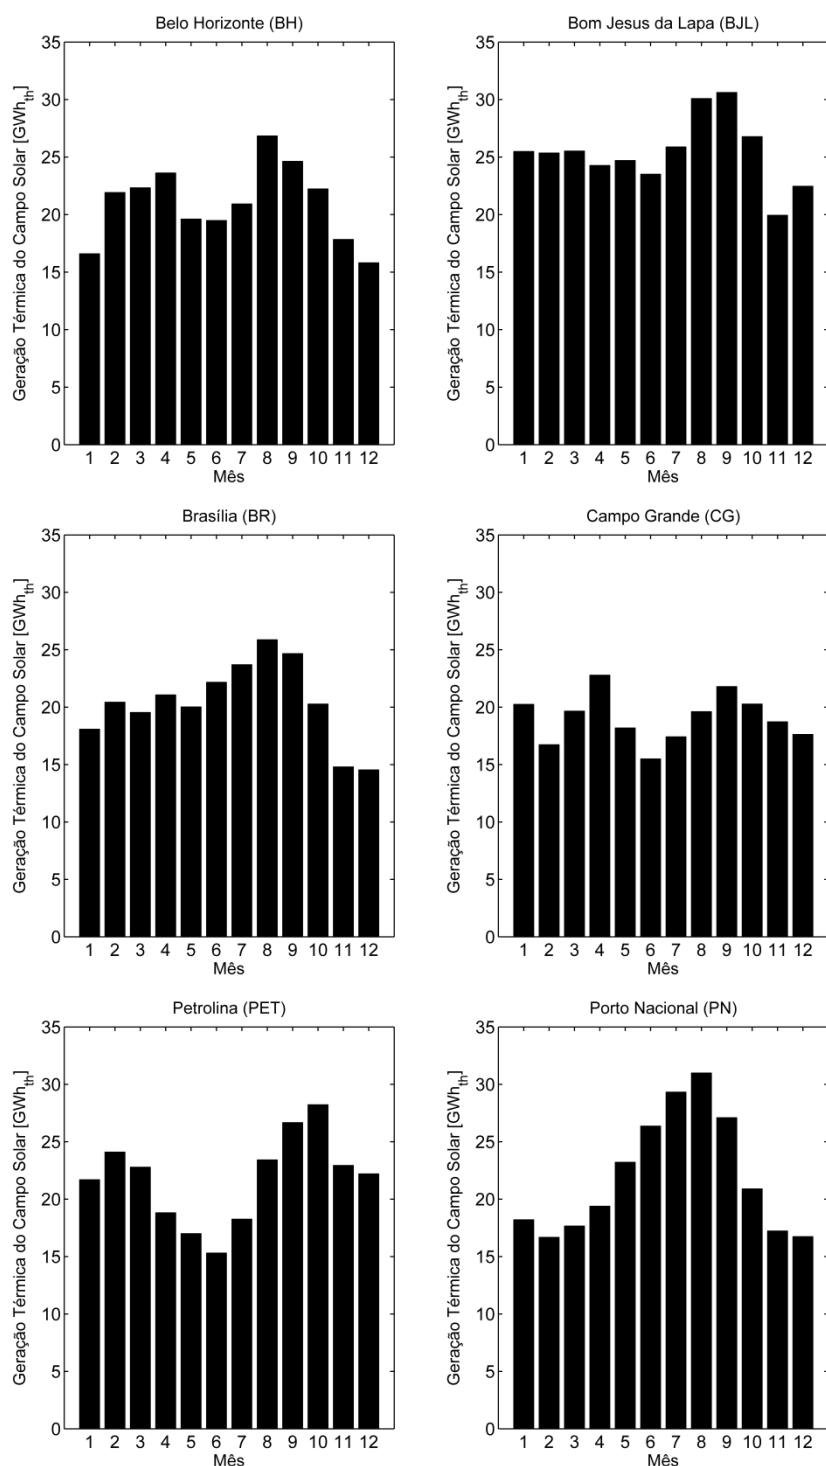 Belo Horizonte (BH)
Geração Térmica do Campo Solar [GWh_th]
35
30
25
20
15
10
5
0
1 2 3 4 5 6 7 8 9 10 11 12
Mês
Bom Jesus da Lapa (BJL)
Geração Térmica do Campo Solar [GWh_th]
35
30
25
20
15
10
5
0
1 2 3 4 5 6 7 8 9 10 11 12
Mês
Brasília (BR)
Geração Térmica do Campo Solar [GWh_th]
35
30
25
20
15
10
5
0
1 2 3 4 5 6 7 8 9 10 11 12
Mês
Campo Grande (CG)
Geração Térmica do Campo Solar [GWh_th]
35
30
25
20
15
10
5
0
1 2 3 4 5 6 7 8 9 10 11 12
Mês
Petrolina (PET)
Geração Térmica do Campo Solar [GWh_th]
35
30
25
20
15
10
5
0
1 2 3 4 5 6 7 8 9 10 11 12
Mês
Porto Nacional (PN)
Geração Térmica do Campo Solar [GWh_th]
35
30
25
20
15
10
5
0
1 2 3 4 5 6 7 8 9 10 11 12
Mês